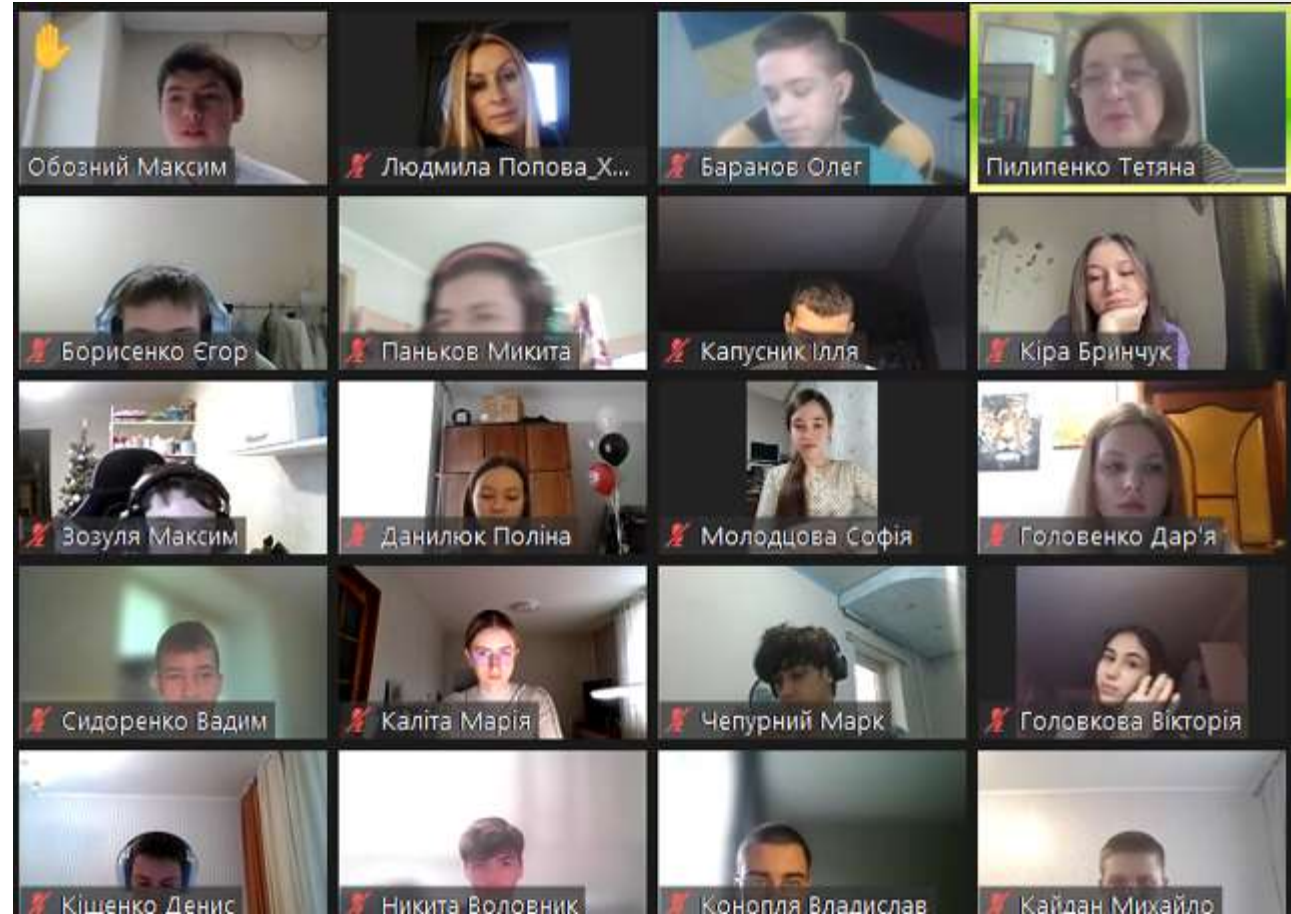 Обозний Максим
Людмила Попова_Х...
Баранов Олег
Пилипенко Тетяна
Борисенко Єгор
Паньков Микита
Капусник Ілля
Кіра Бринчук
Зозуля Максим
Данилюк Поліна
Молодцова Софія
Головенко Дар'я
Сидоренко Вадим
Каліта Марія
Чепурний Марк
Головкова Вікторія
Кіщенко Денис
Никита Воловник
Конопля Владислав
Кайдан Михайло